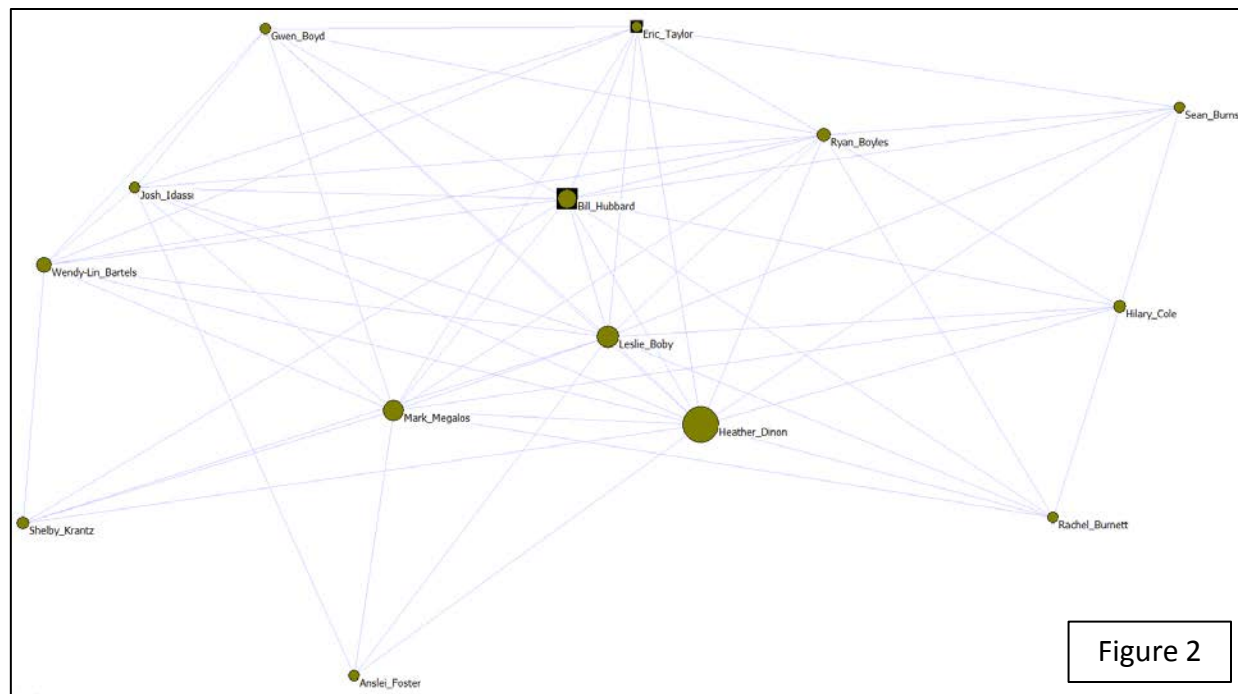 Gwen_Boyd
Eric_Taylor
Sean_Burns
Ryan_Boyles
Josh_Idassi
Bill_Hubbard
Wendy-Lin_Bartels
Hilary_Cole
Leslie_Boby
Mark_Megalos
Heather_Dinon
Shelby_Krantz
Rachel_Burnett
Anslei_Foster
Figure 2